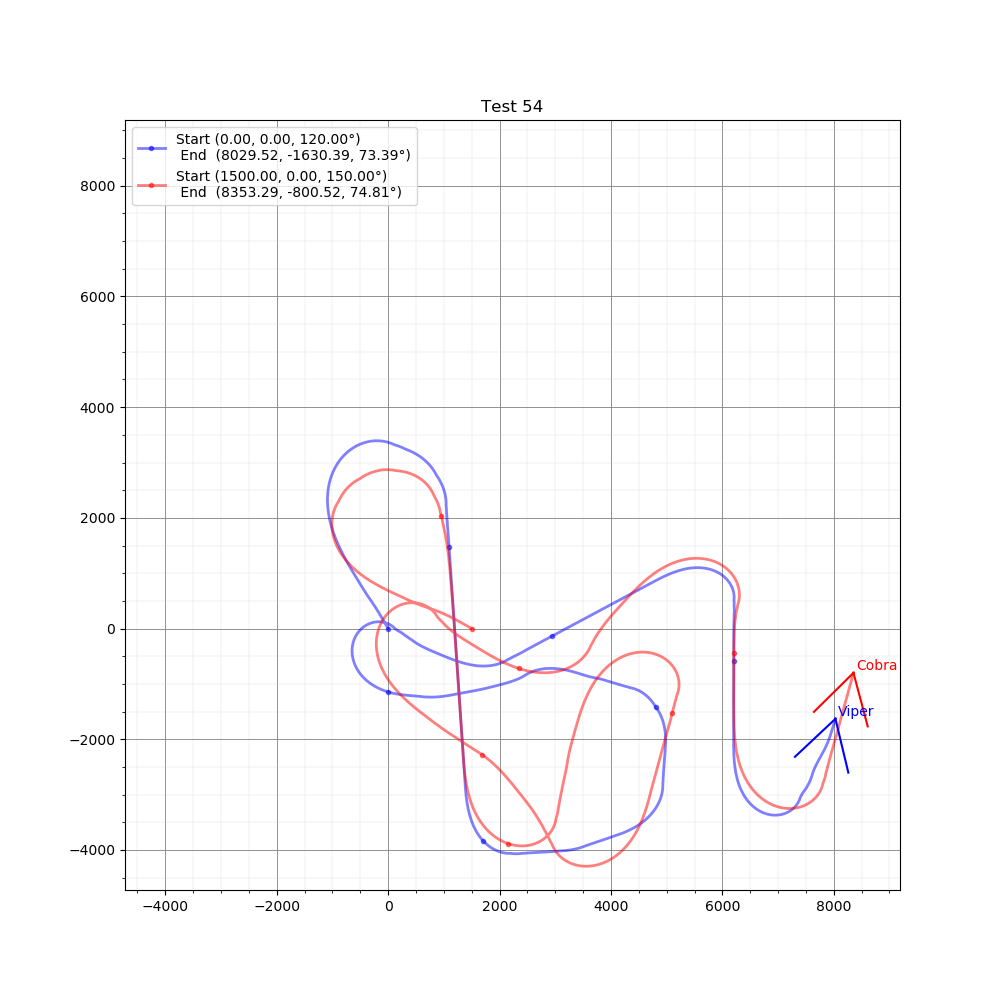 Test 54
Start (0.00, 0.00, 120.00°)
End  (8029.52, -1630.39, 73.39°)
Start (1500.00, 0.00, 150.00°)
End  (8353.29, -800.52, 74.81°)
8000
6000
4000
2000
0
−2000
−4000
Cobra
Viper
−4000 −2000 0 2000 4000 6000 8000